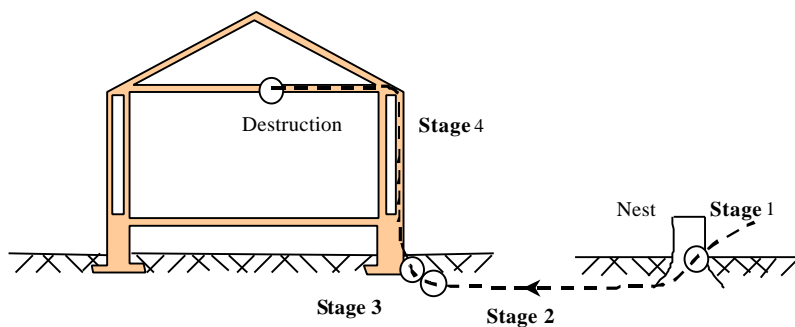 Destruction
Stage 4
Nest
Stage 1
Stage 3
Stage 2